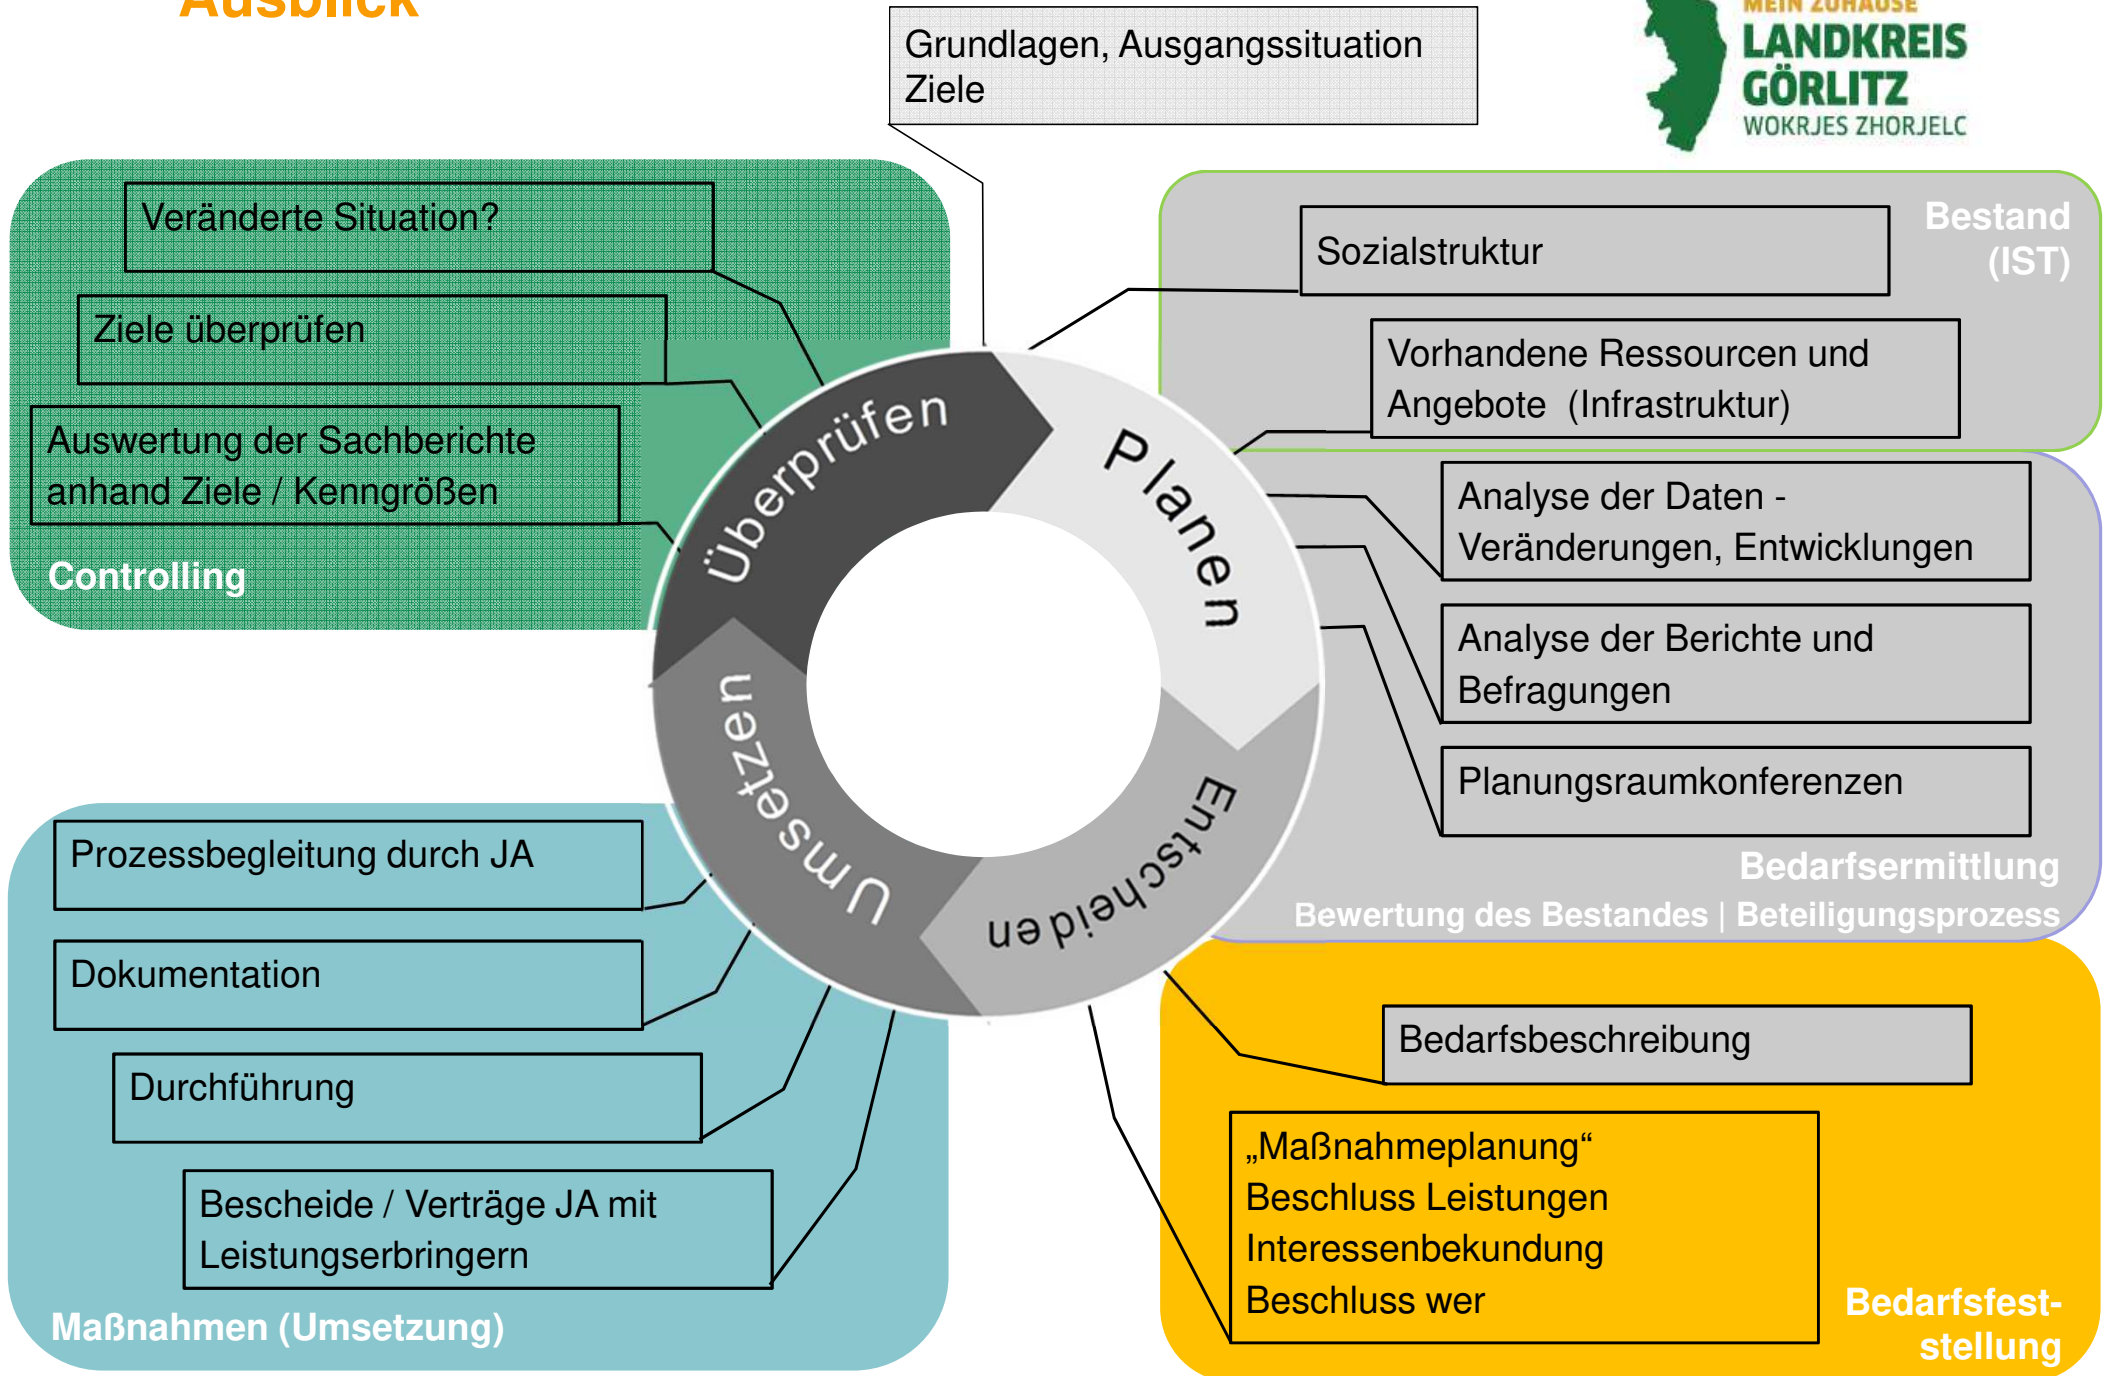 Ausblick
MEIN ZUHAUSE
LANDKREIS
GÖRLITZ
WOKRJES ZHORJELC
Grundlagen, Ausgangssituation
Ziele
Veränderte Situation?
Ziele überprüfen
Auswertung der Sachberichte
anhand Ziele / Kenngrößen
Controlling
Bestand
(IST)
Sozialstruktur
Vorhandene Ressourcen und
Angebote (Infrastruktur)
Analyse der Daten -
Veränderungen, Entwicklungen
Analyse der Berichte und
Befragungen
Planungsraumkonferenzen
Bedarfsermittlung
Bewertung des Bestandes | Beteiligungsprozess
Überprüfen
Planen
Entscheiden
Umsetzen
Prozessbegleitung durch JA
Dokumentation
Durchführung
Bescheide / Verträge JA mit
Leistungserbringern
Maßnahmen (Umsetzung)
Bedarfsbeschreibung
„Maßnahmeplanung“
Beschluss Leistungen
Interessenbekundung
Beschluss wer
Bedarfsfest-
stellung